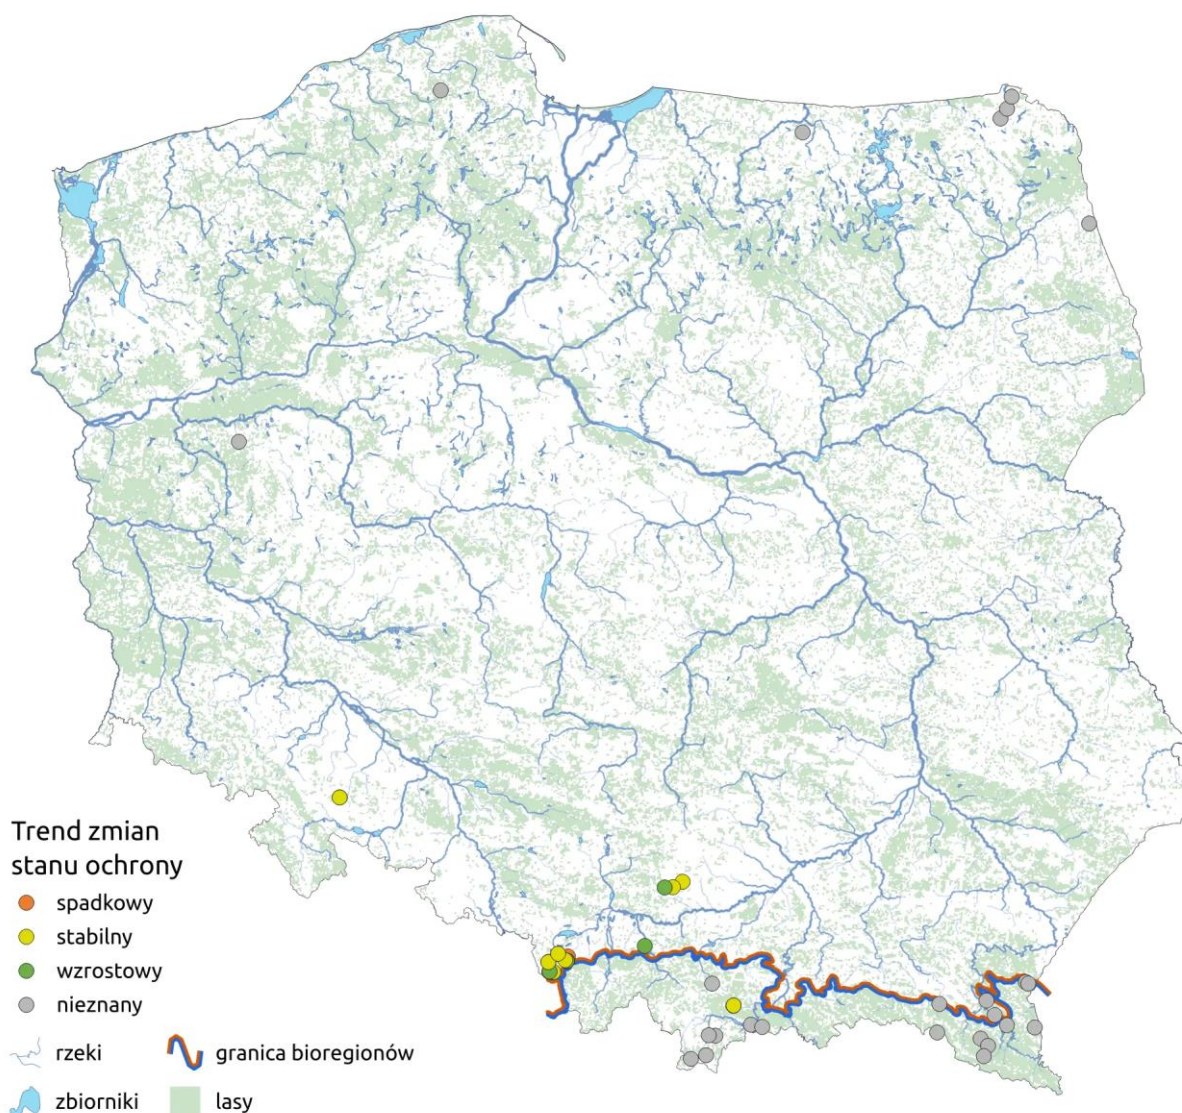 Trend zmian
stanu ochrony
spadkowy
stabilny
wzrostowy
nieznany
rzeki granica bioregionów
zbiorniki lasy